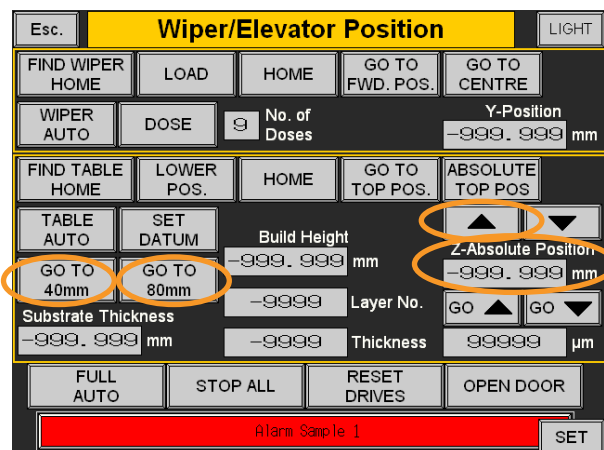 Esc.
Wiper/Elevator Position
LIGHT
FIND WIPER
HOME
LOAD
HOME
GO TO
FWD. POS.
GO TO
CENTRE
WIPER
AUTO
DOSE
9
No. of
Doses
Y-Position
-999.999 mm
FIND TABLE
HOME
LOWER
POS.
HOME
GO TO
TOP POS.
ABSOLUTE
TOP POS
TABLE
AUTO
SET
DATUM
Build Height
-999.999 mm
Z-Absolute Position
-999.999 mm
GO TO
40mm
GO TO
80mm
-9999 Layer No.
GO ▲
GO ▼
Substrate Thickness
-999.999 mm
-9999 Thickness
99999 µm
FULL
AUTO
STOP ALL
RESET
DRIVES
OPEN DOOR
Alarm Sample 1
SET